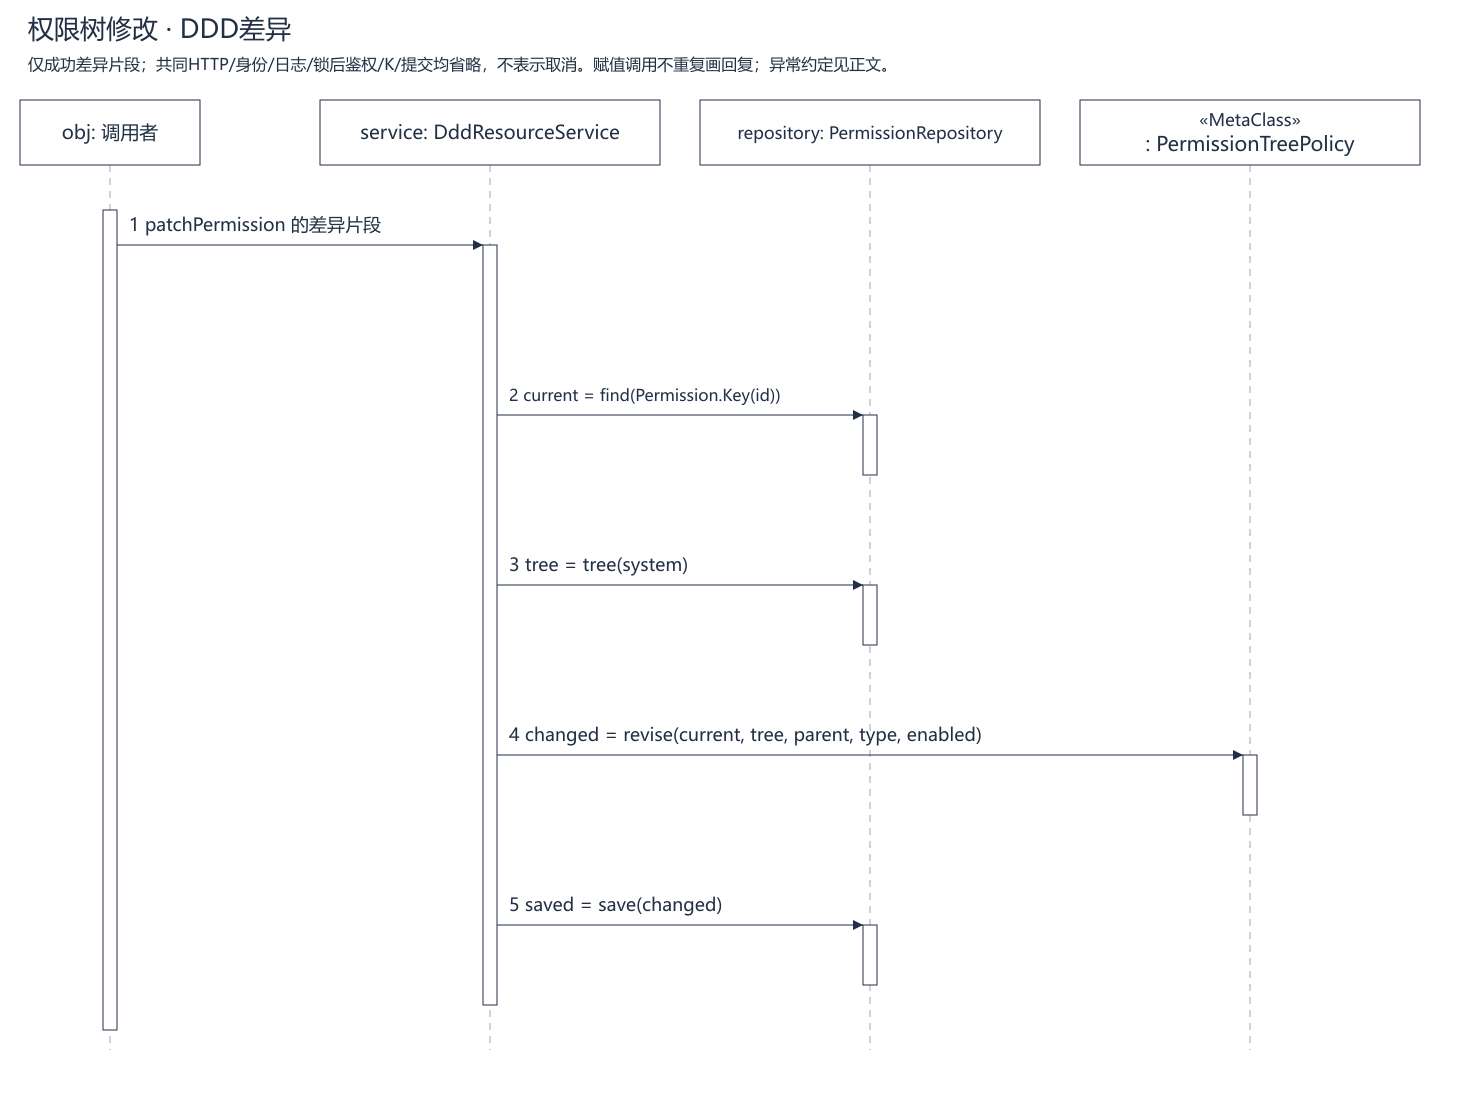 权限树修改 · DDD差异
仅成功差异片段；共同HTTP/身份/日志/锁后鉴权/K/提交均省略，不表示取消。赋值调用不重复画回复；异常约定见正文。
obj: 调用者
service: DddResourceService
repository: PermissionRepository
«MetaClass»
: PermissionTreePolicy
1 patchPermission 的差异片段
2 current = find(Permission.Key(id))
3 tree = tree(system)
4 changed = revise(current, tree, parent, type, enabled)
5 saved = save(changed)